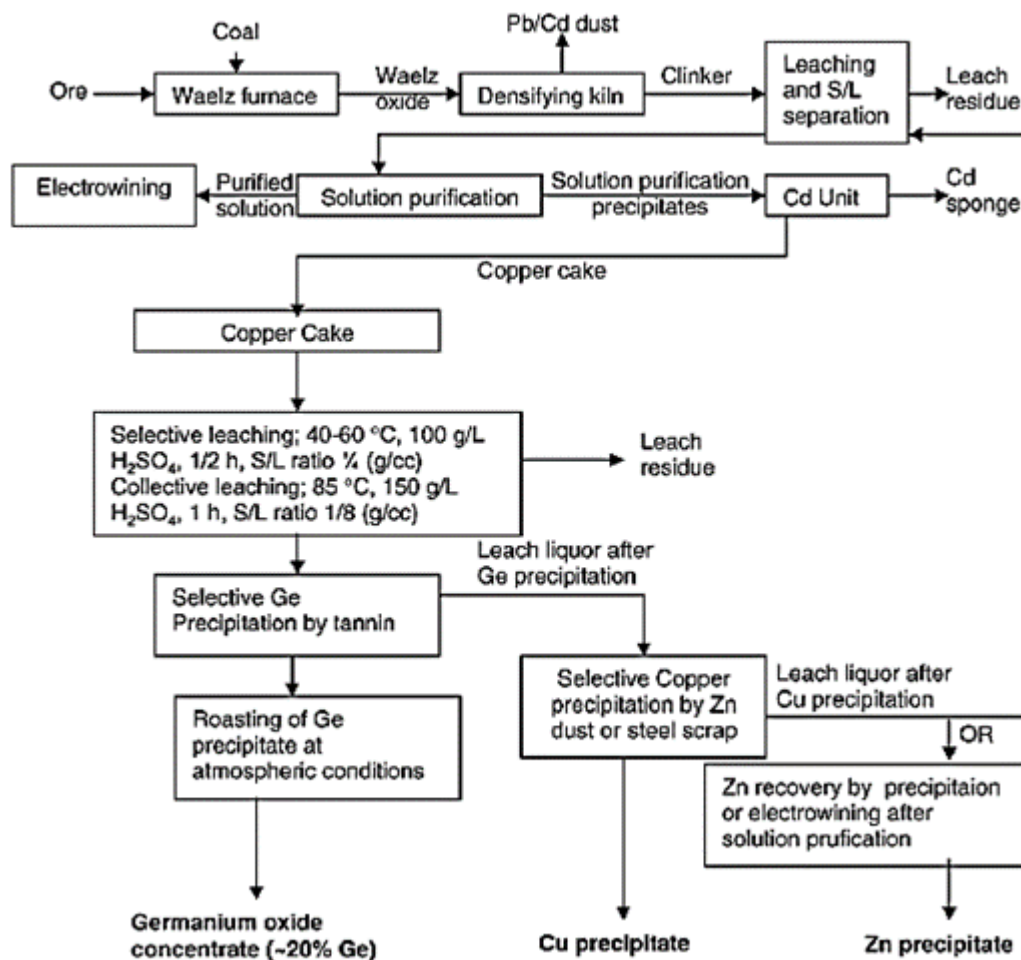 Coal
Pb/Cd dust
Ore
Waelz furnace
Waelz
oxide
Densifying kiln
Clinker
Leaching
and S/L
separation
Leach
residue
Electrowining
Purified
solution
Solution purification
Solution purification
precipitates
Cd Unit
Cd
sponge
Copper cake
Copper Cake
Selective leaching; 40-60 °C, 100 g/L
H₂SO₄, 1/2 h, S/L ratio ¼ (g/cc)
Collective leaching; 85 °C, 150 g/L
H₂SO₄, 1 h, S/L ratio 1/8 (g/cc)
Leach
residue
Leach liquor after
Ge precipitation
Selective Ge
Precipitation by tannin
Selective Copper
precipitation by Zn
dust or steel scrap
Leach liquor after
Cu precipitation
OR
Roasting of Ge
precipitate at
atmospheric conditions
Zn recovery by precipitaion
or electrowining after
solution prufication
Germanium oxide
concentrate (~20% Ge)
Cu precipitate
Zn precipitate